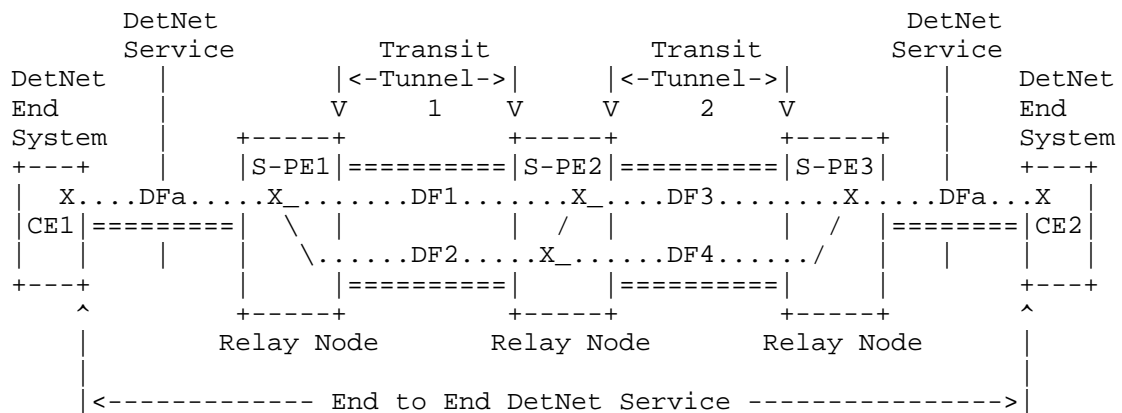 DetNet                                         DetNet
         Service         Transit          Transit       Service
DetNet      |          |<-Tunnel->|     |<-Tunnel->|       |      DetNet
End         |          V    1     V     V    2     V       |      End
System      |    +-----+          +-----+          +-----+ |      System
+---+       |    |S-PE1|==========|S-PE2|==========|S-PE3| |       +---+
|  X....DFa.....X_.......DF1.......X_....DF3........X.....DFa...X  |
|CE1|=========|   \  |          |  /  |          |  /  |========|CE2|
|   |     |   |    \......DF2.....X_......DF4....../   |   |    |   |
+---+         |      |==========|     |==========|     |        +---+
    ^         +-----+          +-----+          +-----+         ^
    |       Relay Node       Relay Node       Relay Node        |
    |                                                           |
    |<------------- End to End DetNet Service ----------------->|